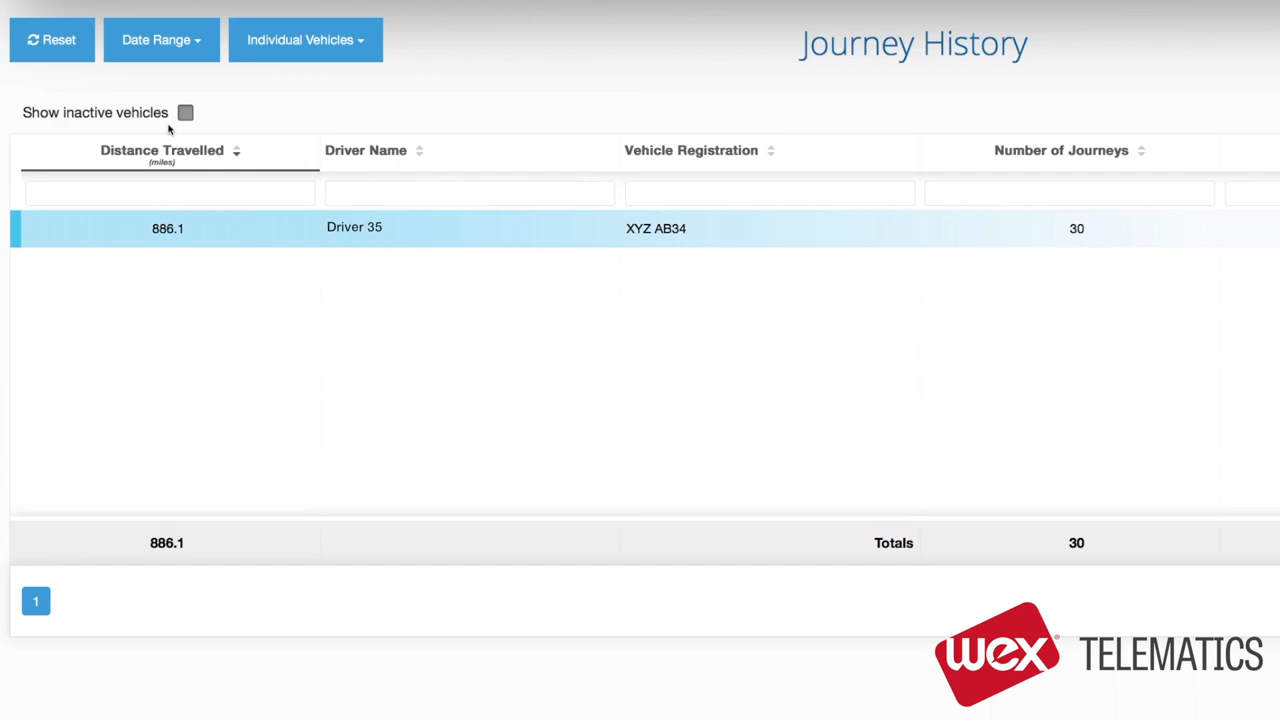 Reset
Date Range
Individual Vehicles
Journey History
Show inactive vehicles
Distance Travelled
(miles)
Driver Name
Vehicle Registration
Number of Journeys
886.1
Driver 35
XYZ AB34
30
886.1
Totals
30
1
wex® TELEMATICS